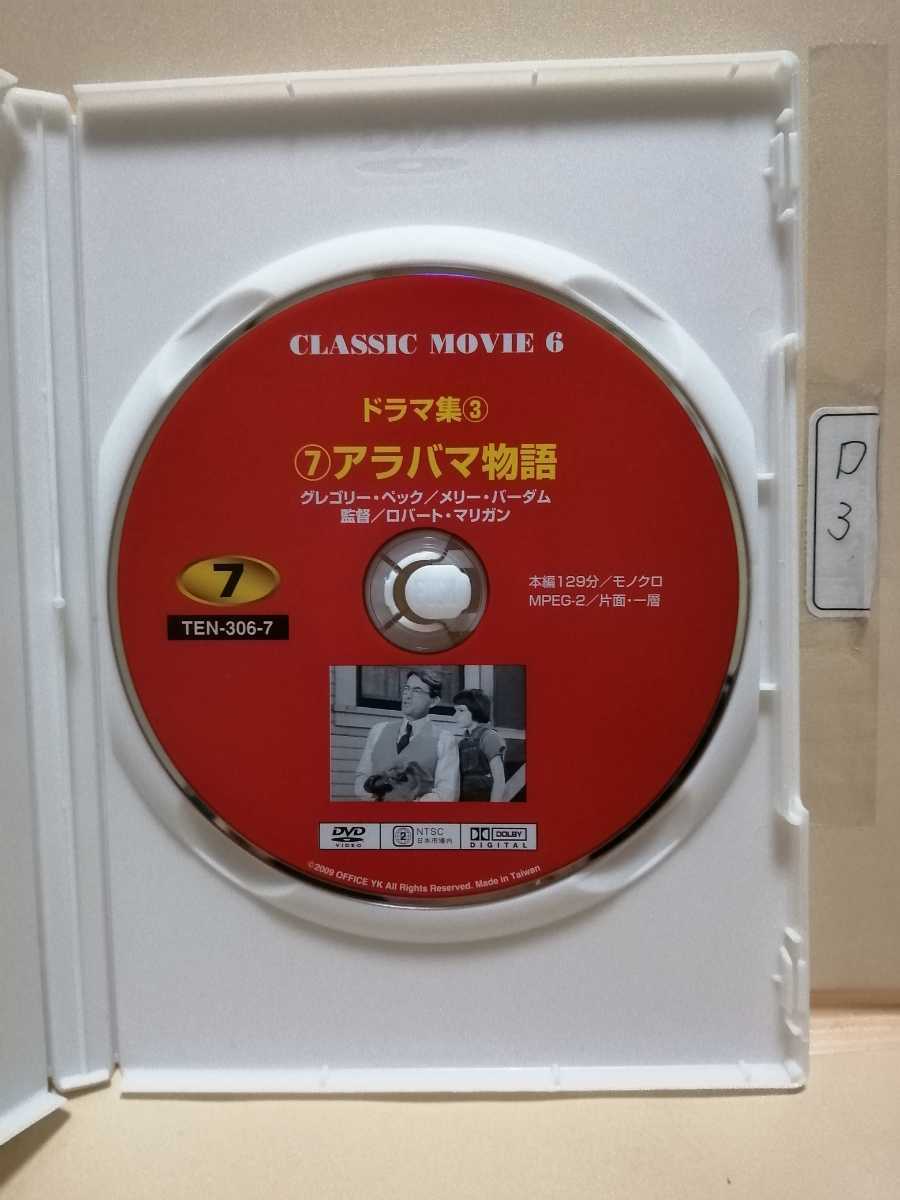 DVD
CLASSIC MOVIE 6
ドラマ集③
⑦アラバマ物語
グレゴリー・ペック／メリー・バーダム
監督／ロバート・マリガン
7
TEN-306-7
本編129分／モノクロ
MPEG-2／片面・一層
DVD VIDEO
2 NTSC 日本市場向
DOLBY DIGITAL
©2009 OFFICE YK All Rights Reserved. Made in Taiwan
D
3